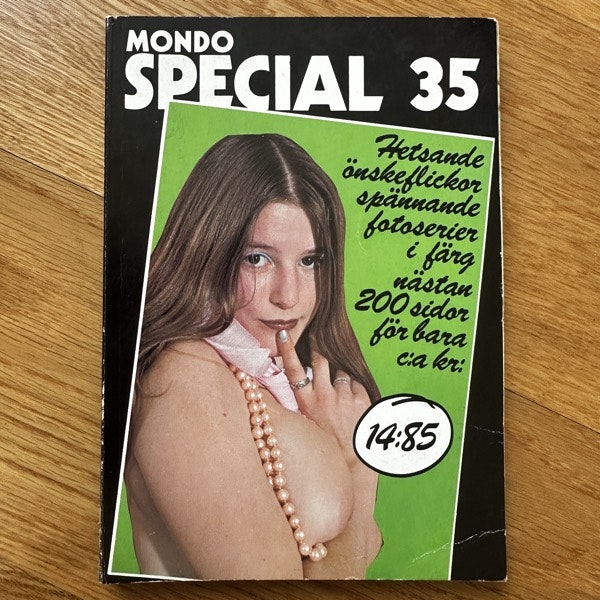 MONDO
SPECIAL 35
Hetsande
önskeflickor
spännande
fotoserier
i färg
nästan
200 sidor
för bara
c:a kr:
14:85